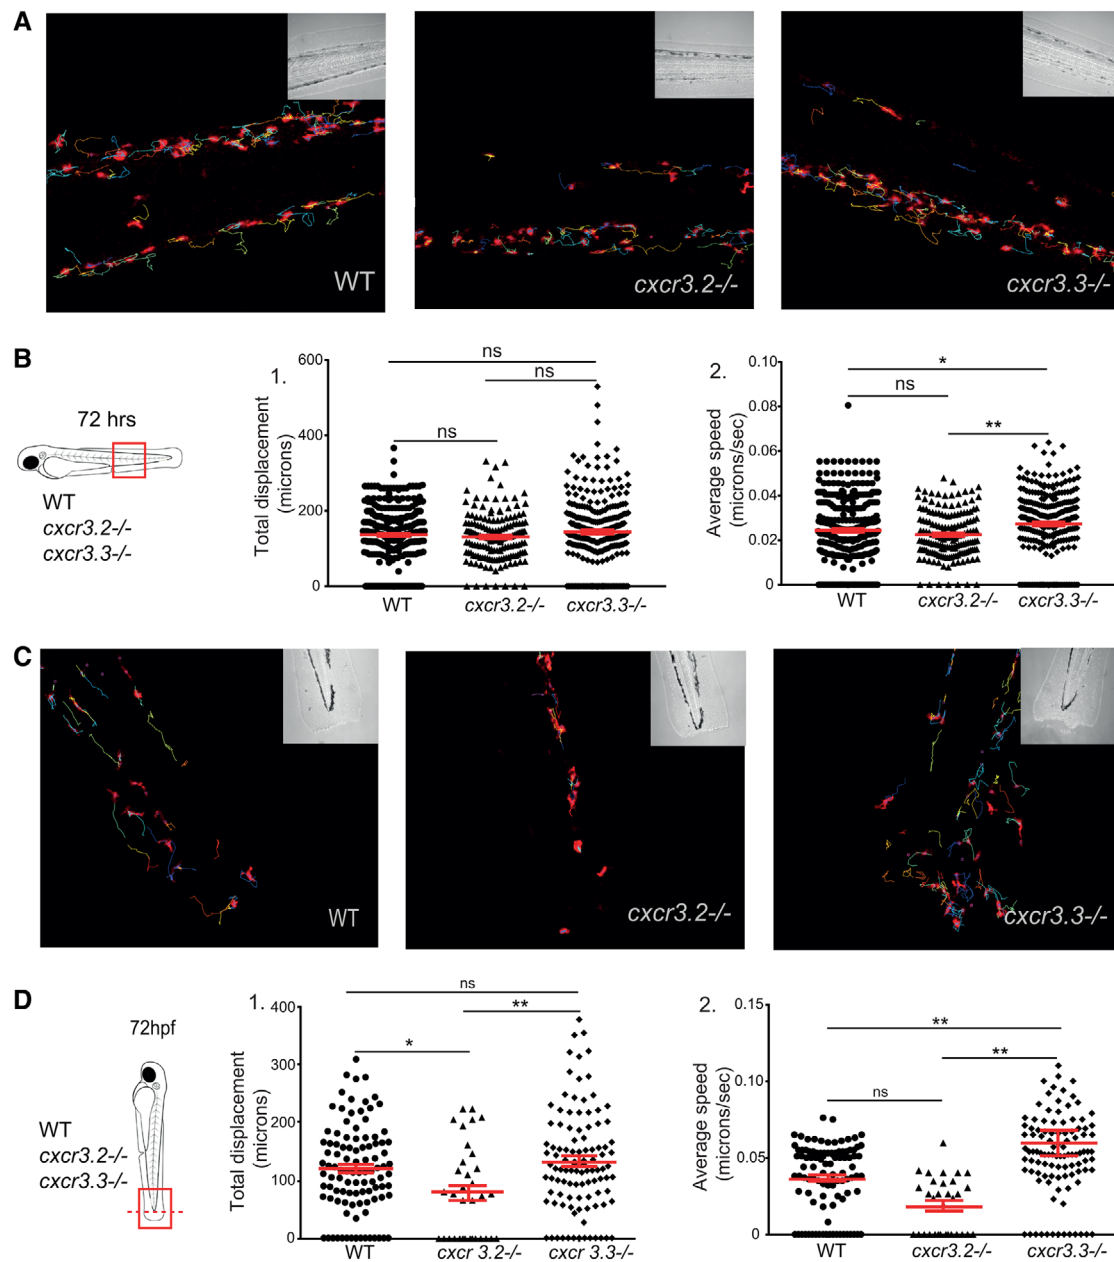 A
WT
cxcr3.2-/-
cxcr3.3-/-
B
72 hrs
WT
cxcr3.2-/-
cxcr3.3-/-
1.
Total displacement
(microns)
600
400
200
0
ns
ns
ns
WT
cxcr3.2-/-
cxcr3.3-/-
2.
Average speed
(microns/sec)
0.10
0.08
0.06
0.04
0.02
0
*
ns
**
WT
cxcr3.2-/-
cxcr3.3-/-
C
WT
cxcr3.2-/-
cxcr3.3-/-
D
72hpf
WT
cxcr3.2-/-
cxcr3.3-/-
1.
Total displacement
(microns)
400
300
200
100
0
ns
**
*
WT
cxcr 3.2-/-
cxcr 3.3-/-
2.
Average speed
(microns/sec)
0.15
0.10
0.05
0
**
**
ns
WT
cxcr3.2-/-
cxcr3.3-/-